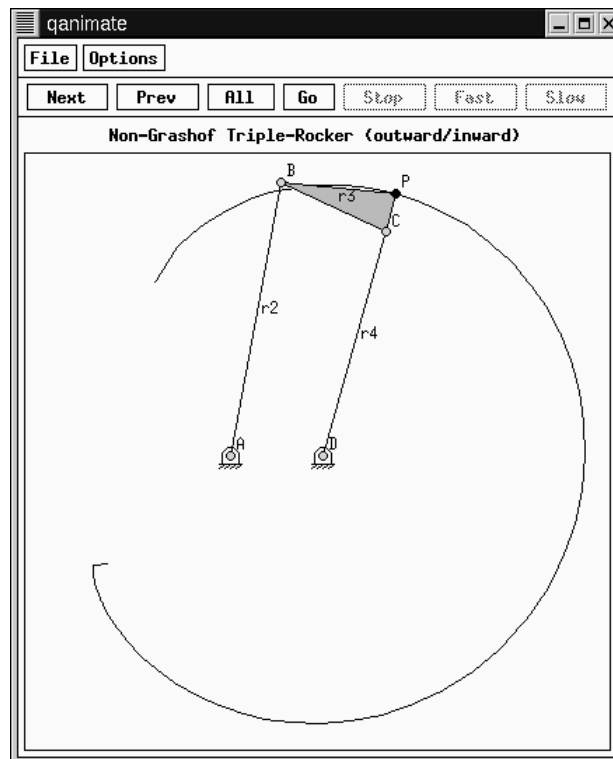 qanimate
File Options
Next Prev All Go Stop Fast Slow
Non-Grashof Triple-Rocker (outward/inward)
B
P
r3
C
r2
r4
A
D